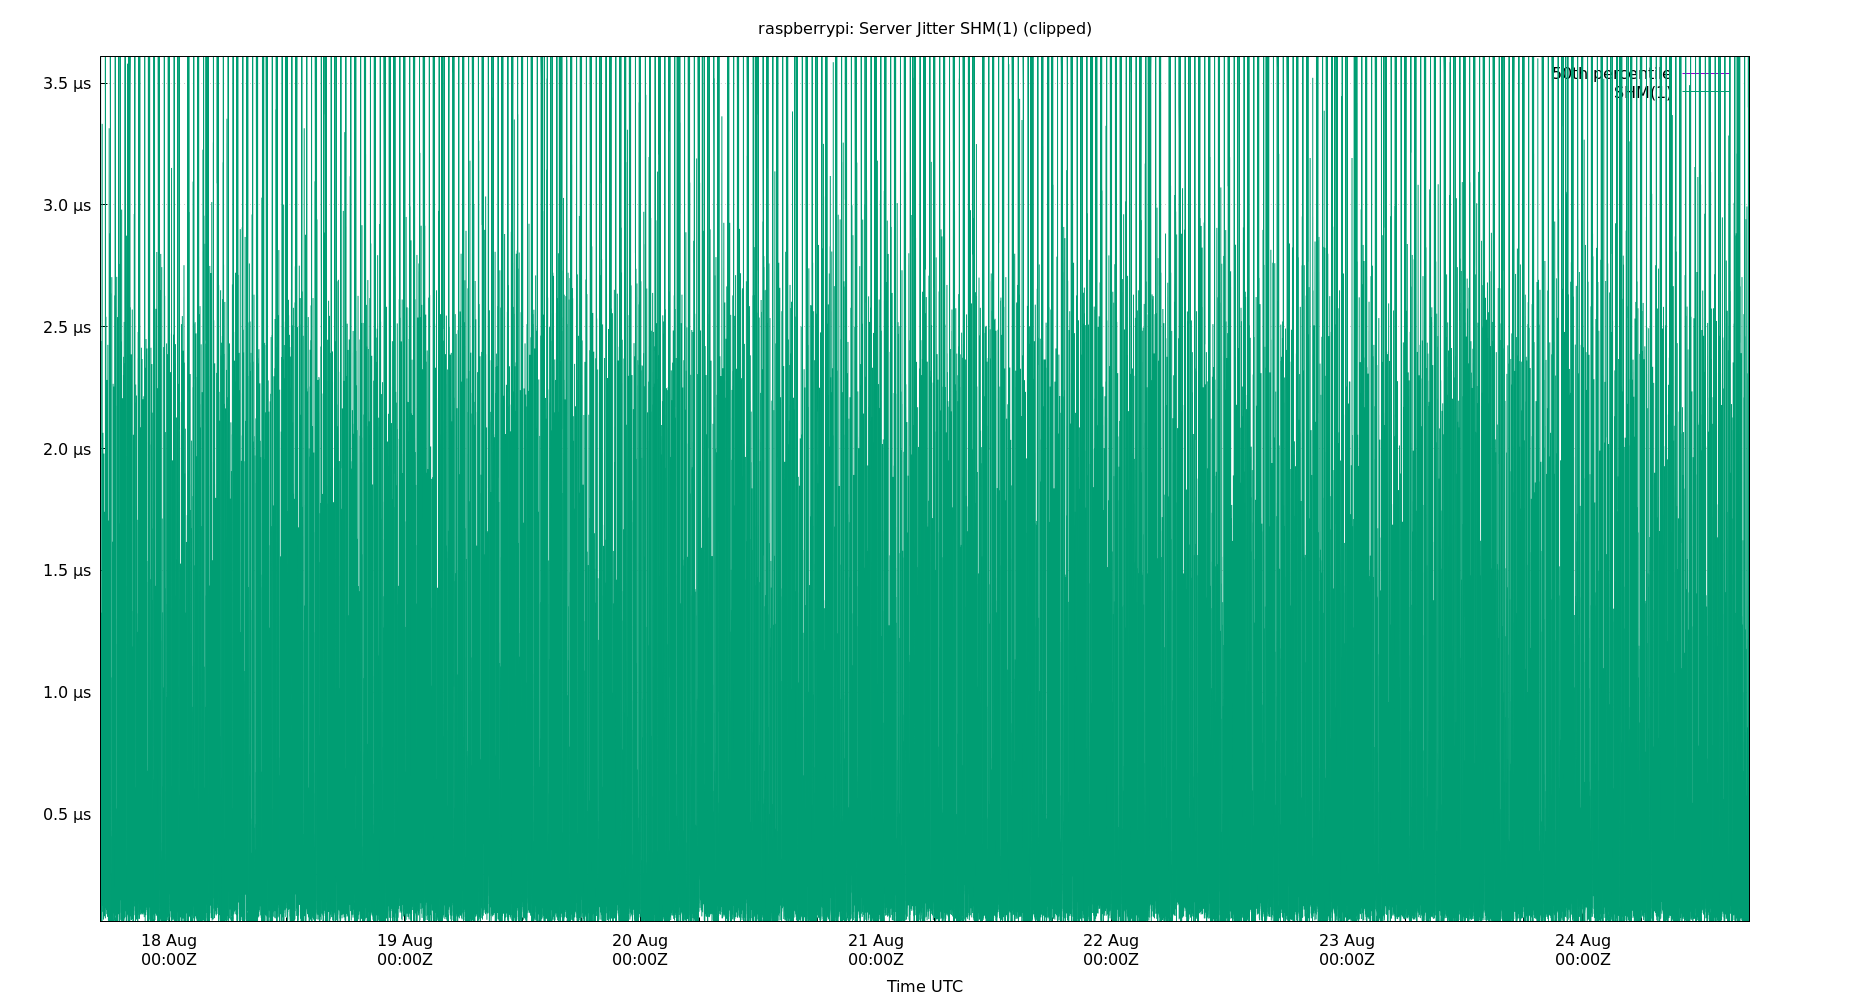 raspberrypi: Server Jitter SHM(1) (clipped)
50th percentile
SHM(1)
3.5 µs
3.0 µs
2.5 µs
2.0 µs
1.5 µs
1.0 µs
0.5 µs
18 Aug 19 Aug 20 Aug 21 Aug 22 Aug 23 Aug 24 Aug
00:00Z 00:00Z 00:00Z 00:00Z 00:00Z 00:00Z 00:00Z
Time UTC